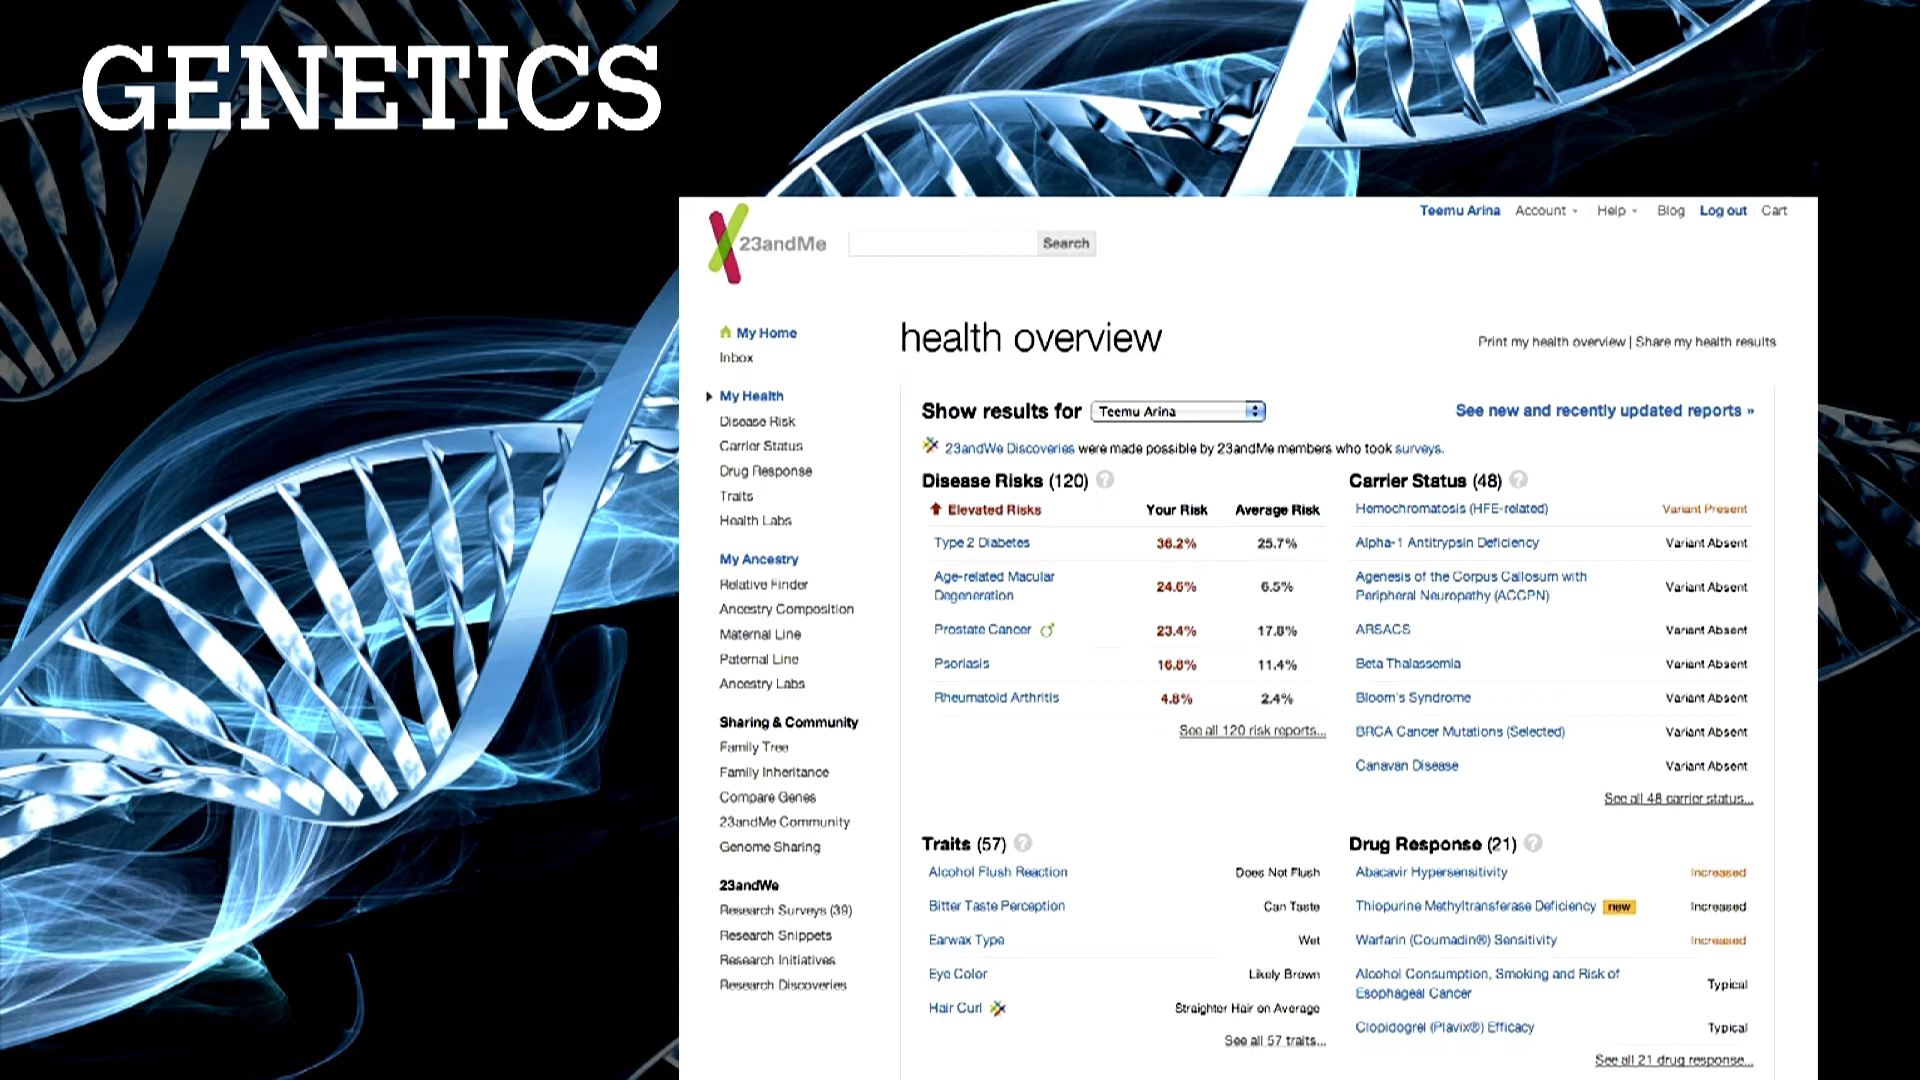 GENETICS
Teemu Arina Account Help Blog Log out Cart
23andMe Search
My Home
Inbox
My Health
Disease Risk
Carrier Status
Drug Response
Traits
Health Labs
My Ancestry
Relative Finder
Ancestry Composition
Maternal Line
Paternal Line
Ancestry Labs
Sharing & Community
Family Tree
Family Inheritance
Compare Genes
23andMe Community
Genome Sharing
23andWe
Research Surveys (39)
Research Snippets
Research Initiatives
Research Discoveries
health overview
Print my health overview | Share my health results
Show results for Teemu Arina
See new and recently updated reports »
23andWe Discoveries were made possible by 23andMe members who took surveys.
Disease Risks (120) ?
Elevated Risks Your Risk Average Risk
Type 2 Diabetes 36.2% 25.7%
Age-related Macular
Degeneration 24.6% 6.5%
Prostate Cancer ♂ 23.4% 17.8%
Psoriasis 16.8% 11.4%
Rheumatoid Arthritis 4.8% 2.4%
See all 120 risk reports...
Carrier Status (48) ?
Hemochromatosis (HFE-related) Variant Present
Alpha-1 Antitrypsin Deficiency Variant Absent
Agenesis of the Corpus Callosum with
Peripheral Neuropathy (ACCPN) Variant Absent
ARSACS Variant Absent
Beta Thalassemia Variant Absent
Bloom's Syndrome Variant Absent
BRCA Cancer Mutations (Selected) Variant Absent
Canavan Disease Variant Absent
See all 48 carrier status...
Traits (57) ?
Alcohol Flush Reaction Does Not Flush
Bitter Taste Perception Can Taste
Earwax Type Wet
Eye Color Likely Brown
Hair Curl Straighter Hair on Average
See all 57 traits...
Drug Response (21) ?
Abacavir Hypersensitivity Increased
Thiopurine Methyltransferase Deficiency new Increased
Warfarin (Coumadin®) Sensitivity Increased
Alcohol Consumption, Smoking and Risk of
Esophageal Cancer Typical
Clopidogrel (Plavix®) Efficacy Typical
See all 21 drug response...